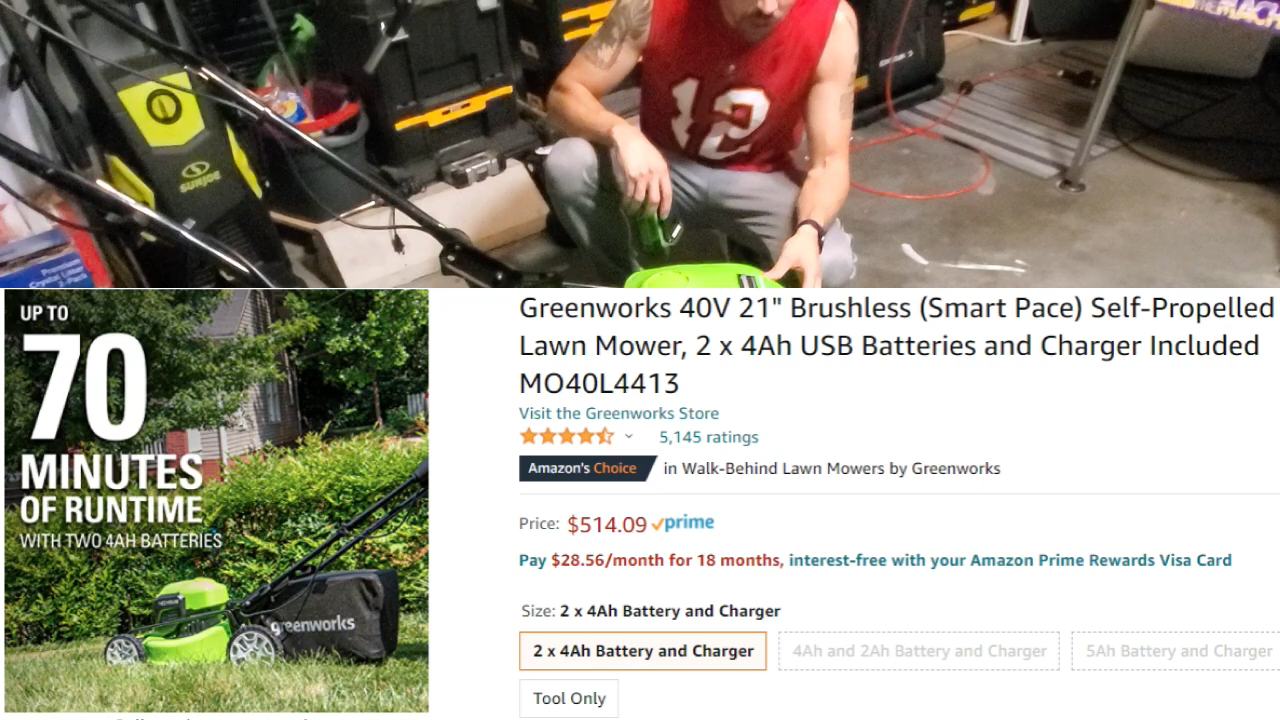 12
SUNJOE
Premium
Crystal Litter
UP TO
70
MINUTES
OF RUNTIME
WITH TWO 4AH BATTERIES
greenworks
Greenworks 40V 21" Brushless (Smart Pace) Self-Propelled
Lawn Mower, 2 x 4Ah USB Batteries and Charger Included
MO40L4413
Visit the Greenworks Store
5,145 ratings
Amazon's Choice in Walk-Behind Lawn Mowers by Greenworks
Price: $514.09 prime
Pay $28.56/month for 18 months, interest-free with your Amazon Prime Rewards Visa Card
Size: 2 x 4Ah Battery and Charger
2 x 4Ah Battery and Charger 4Ah and 2Ah Battery and Charger 5Ah Battery and Charger
Tool Only